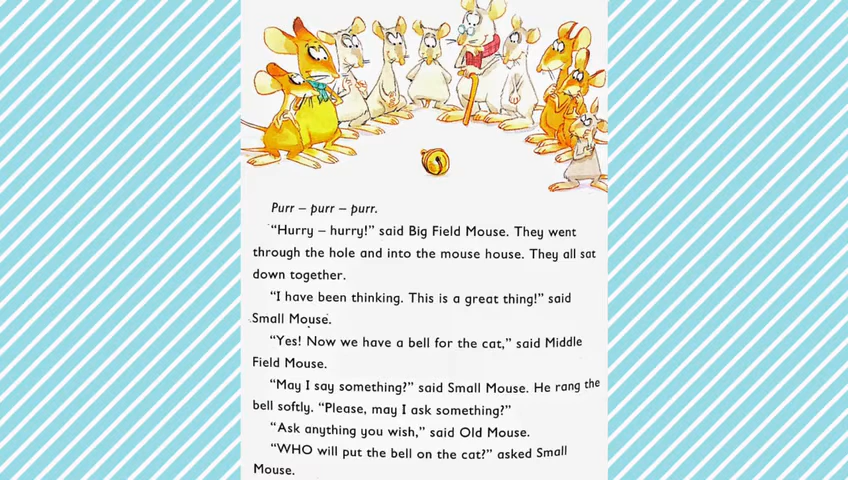 Purr – purr – purr.
“Hurry – hurry!” said Big Field Mouse. They went
through the hole and into the mouse house. They all sat
down together.
“I have been thinking. This is a great thing!” said
Small Mouse.
“Yes! Now we have a bell for the cat,” said Middle
Field Mouse.
“May I say something?” said Small Mouse. He rang the
bell softly. “Please, may I ask something?”
“Ask anything you wish,” said Old Mouse.
“WHO will put the bell on the cat?” asked Small
Mouse.